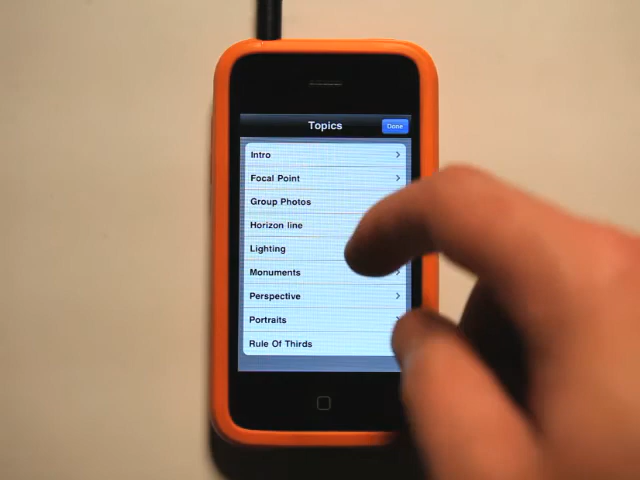 Topics
Done
Intro
Focal Point
Group Photos
Horizon line
Lighting
Monuments
Perspective
Portraits
Rule Of Thirds